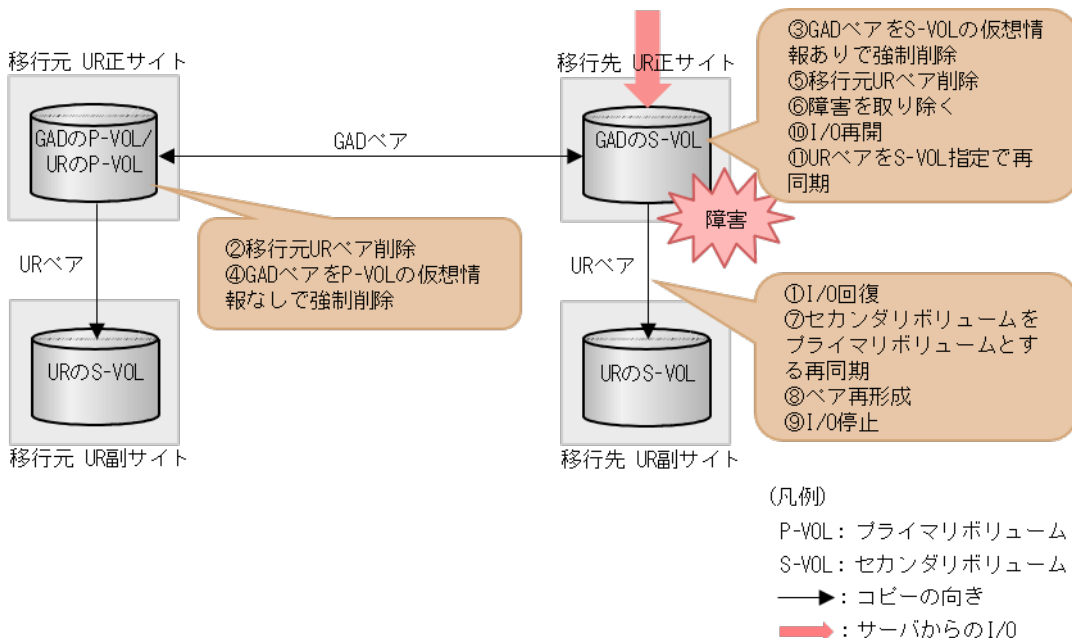 移行元 UR正サイト
GADのP-VOL/
URのP-VOL
GADペア
移行先 UR正サイト
GADのS-VOL
障害
③GADペアをS-VOLの仮想情
報ありで強制削除
⑤移行元URペア削除
⑥障害を取り除く
⑩I/O再開
⑪URペアをS-VOL指定で再
同期
②移行元URペア削除
④GADペアをP-VOLの仮想情
報なしで強制削除
URペア
URペア
①I/O回復
⑦セカンダリボリュームを
プライマリボリュームとす
る再同期
⑧ペア再形成
⑨I/O停止
URのS-VOL
移行元 UR副サイト
URのS-VOL
移行先 UR副サイト
(凡例)
P-VOL: プライマリボリューム
S-VOL: セカンダリボリューム
: コピーの向き
: サーバからのI/O